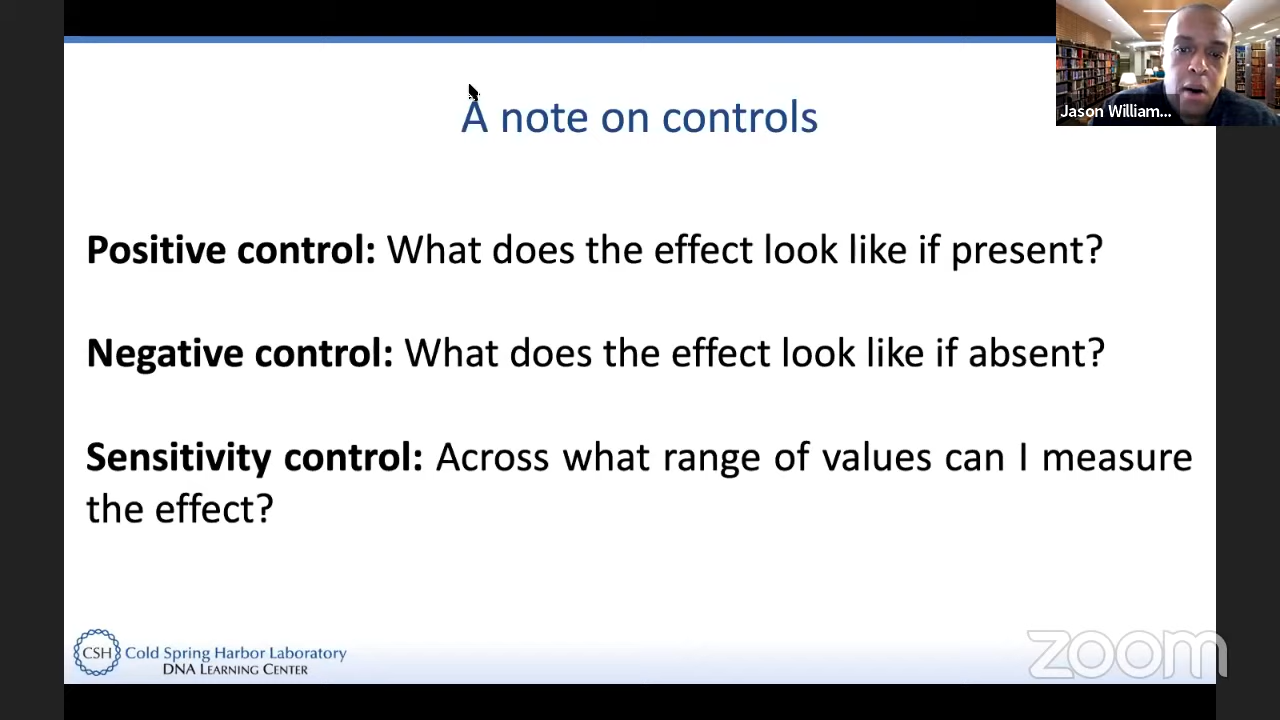 Jason William...
A note on controls
Positive control: What does the effect look like if present?
Negative control: What does the effect look like if absent?
Sensitivity control: Across what range of values can I measure
the effect?
CSH
Cold Spring Harbor Laboratory
DNA LEARNING CENTER
zoom